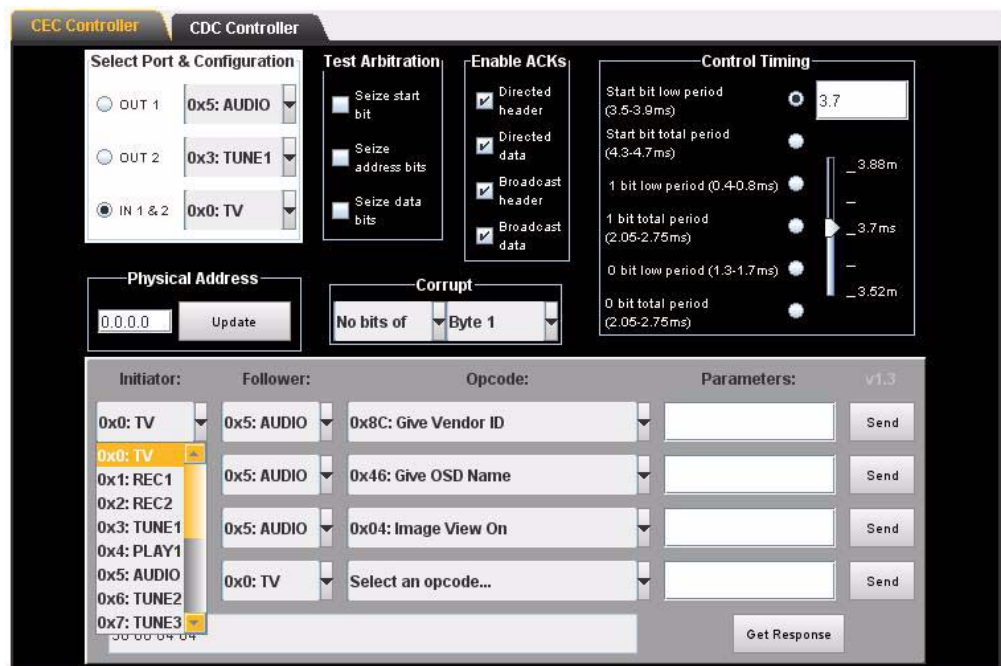 CEC Controller
CDC Controller
Select Port & Configuration
OUT 1
0x5: AUDIO
OUT 2
0x3: TUNE1
IN 1 & 2
0x0: TV
Test Arbitration
Seize start
bit
Seize
address bits
Seize data
bits
Enable ACKs
Directed
header
Directed
data
Broadcast
header
Broadcast
data
Control Timing
Start bit low period
(3.5-3.9ms)
3.7
Start bit total period
(4.3-4.7ms)
1 bit low period (0.4-0.8ms)
1 bit total period
(2.05-2.75ms)
0 bit low period (1.3-1.7ms)
0 bit total period
(2.05-2.75ms)
_3.88m
_3.7ms
_3.52m
Physical Address
0.0.0.0
Update
Corrupt
No bits of
Byte 1
Initiator:
Follower:
Opcode:
Parameters:
v1.3
0x0: TV
0x5: AUDIO
0x8C: Give Vendor ID
Send
0x0: TV
0x1: REC1
0x2: REC2
0x3: TUNE1
0x4: PLAY1
0x5: AUDIO
0x6: TUNE2
0x7: TUNE3
0x5: AUDIO
0x46: Give OSD Name
Send
0x5: AUDIO
0x04: Image View On
Send
0x0: TV
Select an opcode...
Send
Get Response